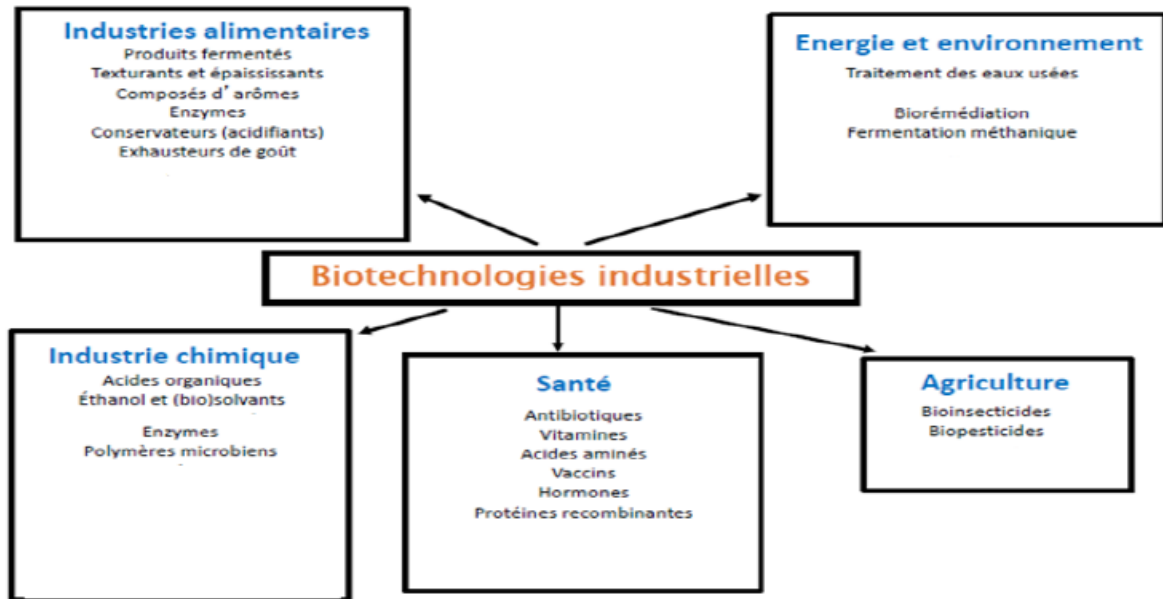 Industries alimentaires
Produits fermentés
Texturants et épaississants
Composés d'arômes
Enzymes
Conservateurs (acidifiants)
Exhausteurs de goût
Energie et environnement
Traitement des eaux usées
Biorémédiation
Fermentation méthanique
Biotechnologies industrielles
Industrie chimique
Acides organiques
Éthanol et (bio)solvants
Enzymes
Polymères microbiens
Santé
Antibiotiques
Vitamines
Acides aminés
Vaccins
Hormones
Protéines recombinantes
Agriculture
Bioinsecticides
Biopesticides